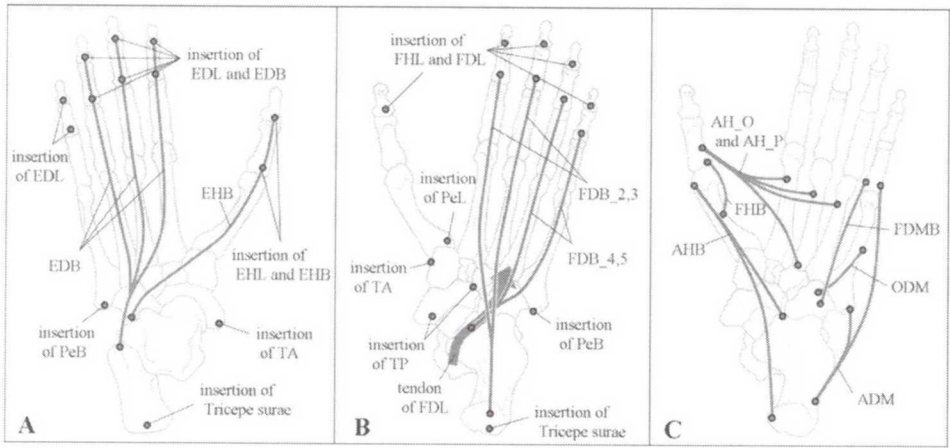 insertion of
EDL and EDB
insertion
of EDL
EHB
EDB
insertion of
EHL and EHB
insertion
of PeB
insertion
of TA
insertion of
Tricepe surae
A
insertion of
FHL and FDL
insertion
of PeL
FDB_2,3
FDB_4,5
insertion
of TA
insertion
of TP
insertion
of PeB
tendon
of FDL
insertion of
Tricepe surae
B
AH_O
and AH_P
FHB
AHB
FDMB
ODM
ADM
C